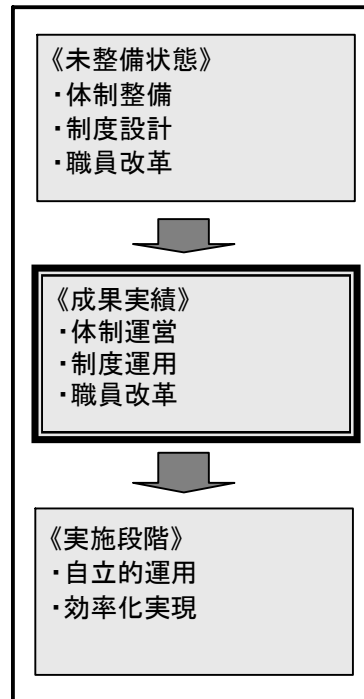 《未整備状態》
・体制整備
・制度設計
・職員改革
《成果実績》
・体制運営
・制度運用
・職員改革
《実施段階》
・自立的運用
・効率化実現